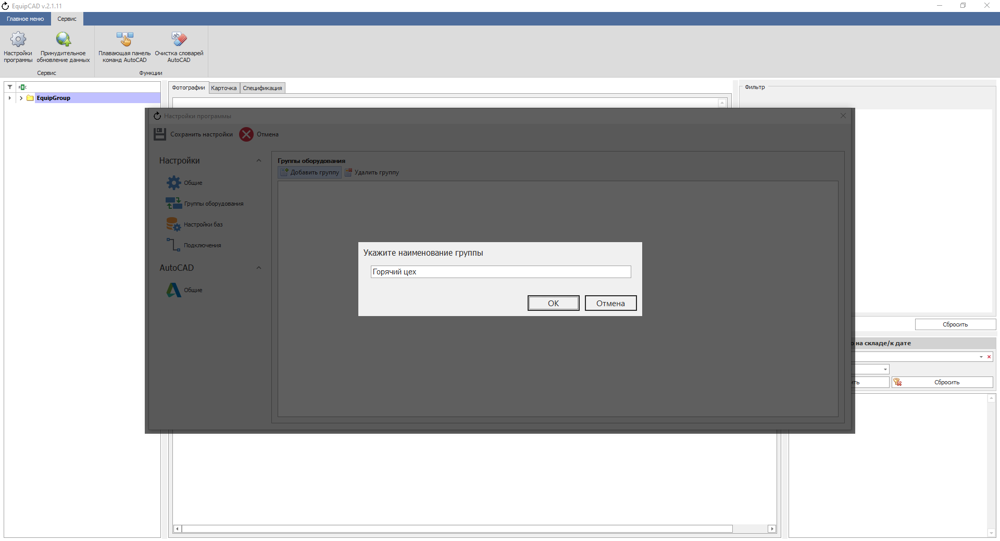 EquipCAD v.2.1.11
Главное меню
Сервис
Настройки программы
Принудительное обновление данных
Плавающая панель команд AutoCAD
Очистка словарей AutoCAD
Сервис
Функции
ABC
EquipGroup
Фотографии
Карточка
Спецификация
Фильтр
Настройки программы
Сохранить настройки
Отмена
Настройки
Общие
Группы оборудования
Настройки баз
Подключения
AutoCAD
Общие
Группы оборудования
Добавить группу
Удалить группу
Укажите наименование группы
Горячий цех
OK
Отмена
Сбросить
на складе/к дате
Сбросить